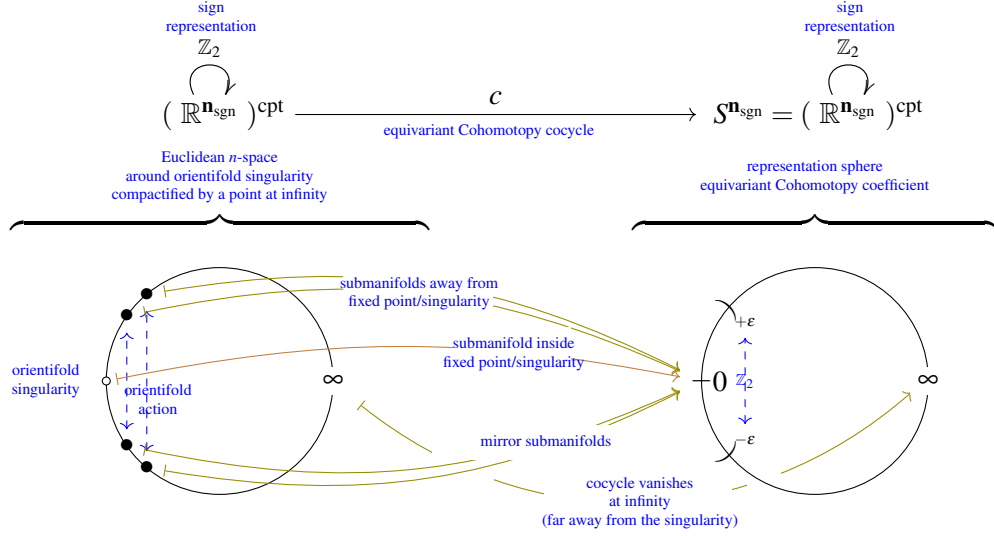 sign
representation
ℤ₂
sign
representation
ℤ₂
( ℝ^𝐧sgn )^cpt
c
equivariant Cohomotopy cocycle
S^𝐧sgn = ( ℝ^𝐧sgn )^cpt
Euclidean n-space
around orientifold singularity
compactified by a point at infinity
representation sphere
equivariant Cohomotopy coefficient
submanifolds away from
fixed point/singularity
+ε
submanifold inside
fixed point/singularity
orientifold
singularity
orientifold
action
∞
0
ℤ₂
∞
−ε
mirror submanifolds
cocycle vanishes
at infinity
(far away from the singularity)